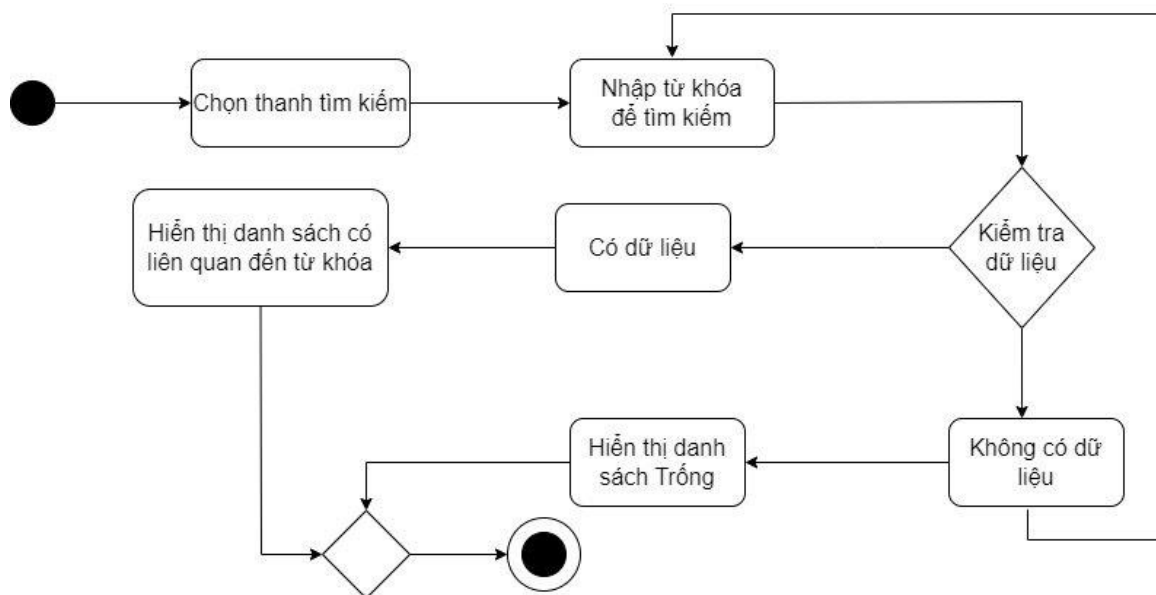 Chọn thanh tìm kiếm
Nhập từ khóa
để tìm kiếm
Kiểm tra
dữ liệu
Có dữ liệu
Hiển thị danh sách có
liên quan đến từ khóa
Không có dữ
liệu
Hiển thị danh
sách Trống